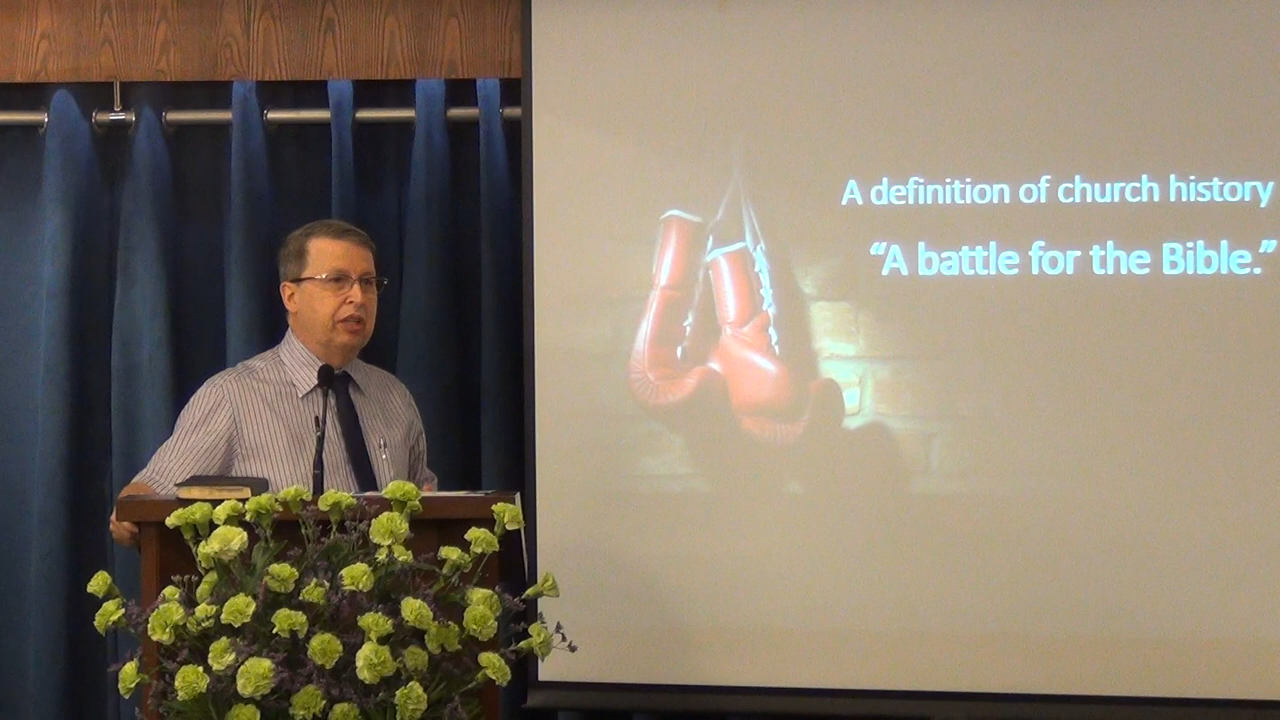 A definition of church history
“A battle for the Bible.”